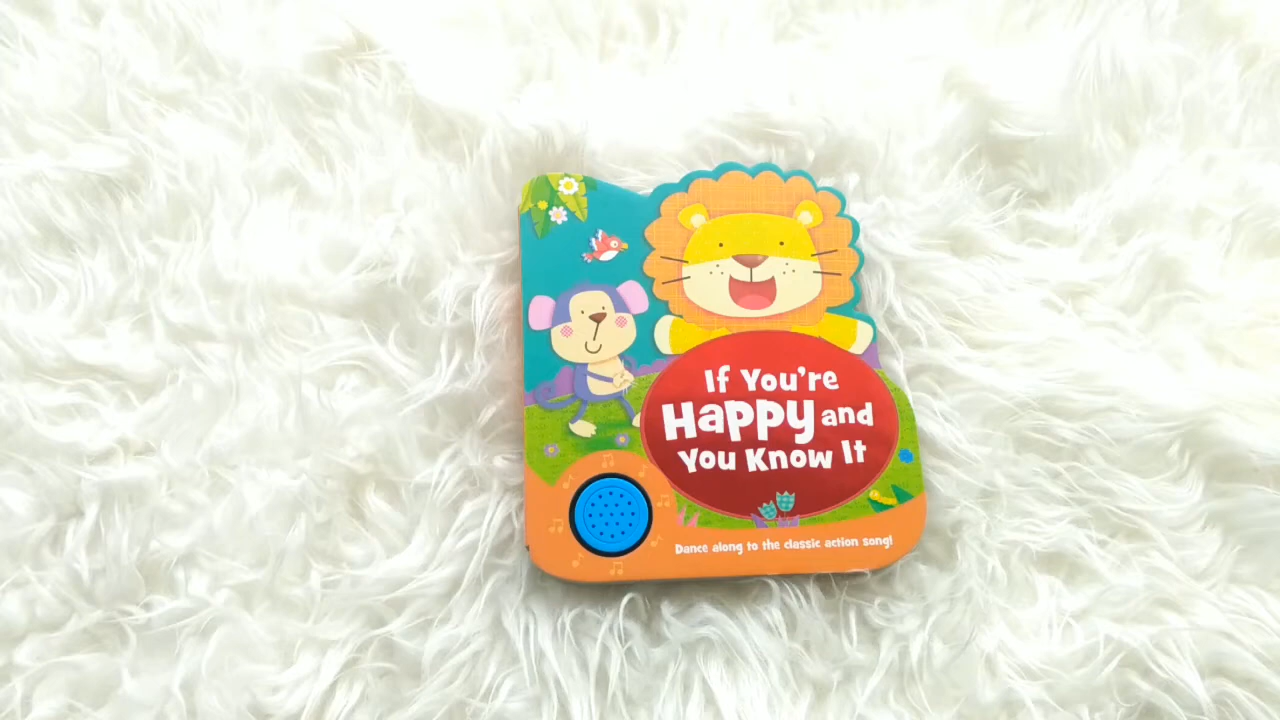 If You're
Happy and
You Know It
Dance along to the classic action song!